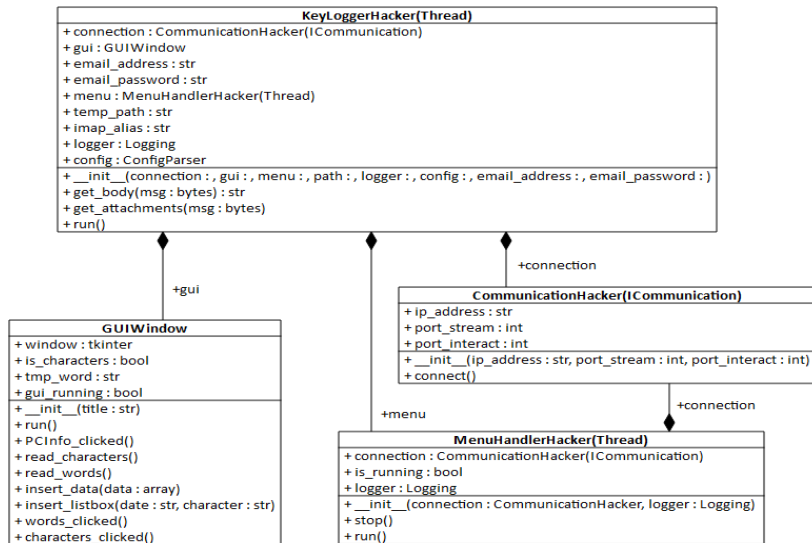 KeyLoggerHacker(Thread)
+ connection : CommunicationHacker(ICommunication)
+ gui : GUIWindow
+ email_address : str
+ email_password : str
+ menu : MenuHandlerHacker(Thread)
+ temp_path : str
+ imap_alias : str
+ logger : Logging
+ config : ConfigParser
+ __init__(connection : , gui : , menu : , path : , logger : , config : , email_address : , email_password : )
+ get_body(msg : bytes) : str
+ get_attachments(msg : bytes)
+ run()
+gui
+connection
+menu
GUIWindow
+ window : tkinter
+ is_characters : bool
+ tmp_word : str
+ gui_running : bool
+ __init__(title : str)
+ run()
+ PCInfo_clicked()
+ read_characters()
+ read_words()
+ insert_data(data : array)
+ insert_listbox(date : str, character : str)
+ words_clicked()
+ characters_clicked()
CommunicationHacker(ICommunication)
+ ip_address : str
+ port_stream : int
+ port_interact : int
+ __init__(ip_address : str, port_stream : int, port_interact : int)
+ connect()
+connection
MenuHandlerHacker(Thread)
+ connection : CommunicationHacker(ICommunication)
+ is_running : bool
+ logger : Logging
+ __init__(connection : CommunicationHacker, logger : Logging)
+ stop()
+ run()